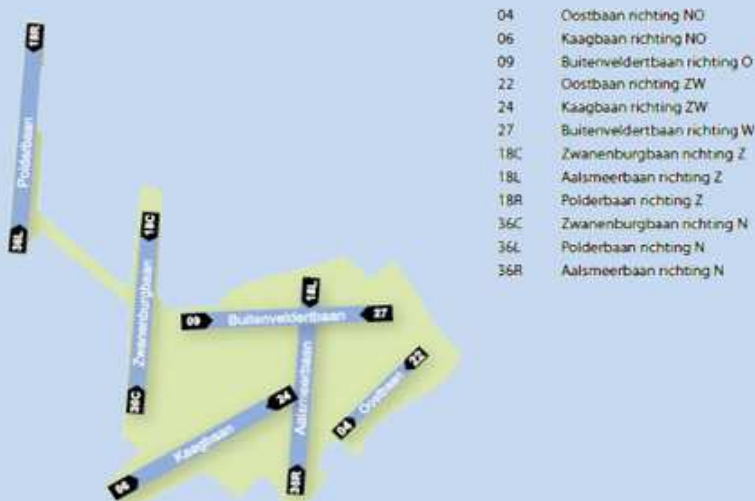 04 Oostbaan richting NO
06 Kaagbaan richting NO
09 Buitenveldertbaan richting O
22 Oostbaan richting ZW
24 Kaagbaan richting ZW
27 Buitenveldertbaan richting W
18C Zwanenburgbaan richting Z
18L Aalsmeerbaan richting Z
18R Polderbaan richting Z
36C Zwanenburgbaan richting N
36L Polderbaan richting N
36R Aalsmeerbaan richting N
18R
Polderbaan
36L
18C
Zwanenburgbaan
36C
09
Buitenveldertbaan
27
18L
Aalsmeerbaan
36R
24
Kaagbaan
06
22
Oostbaan
04